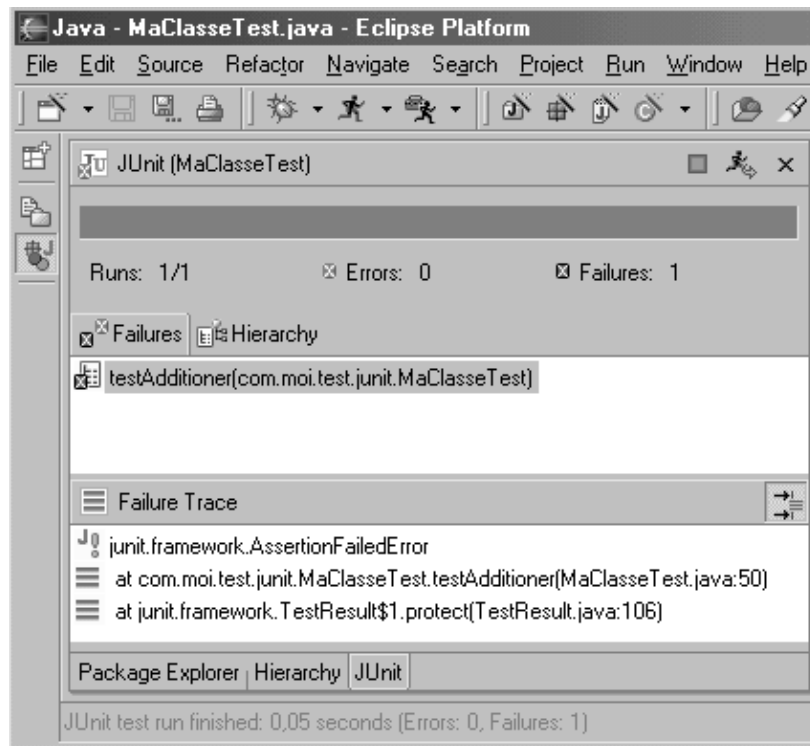 Java - MaClasseTest.java - Eclipse Platform
File Edit Source Refactor Navigate Search Project Run Window Help
JUnit (MaClasseTest)
Runs: 1/1 Errors: 0 Failures: 1
Failures Hierarchy
testAdditioner(com.moi.test.junit.MaClasseTest)
Failure Trace
junit.framework.AssertionFailedError
at com.moi.test.junit.MaClasseTest.testAdditioner(MaClasseTest.java:50)
at junit.framework.TestResult$1.protect(TestResult.java:106)
Package Explorer Hierarchy JUnit
JUnit test run finished: 0,05 seconds (Errors: 0, Failures: 1)